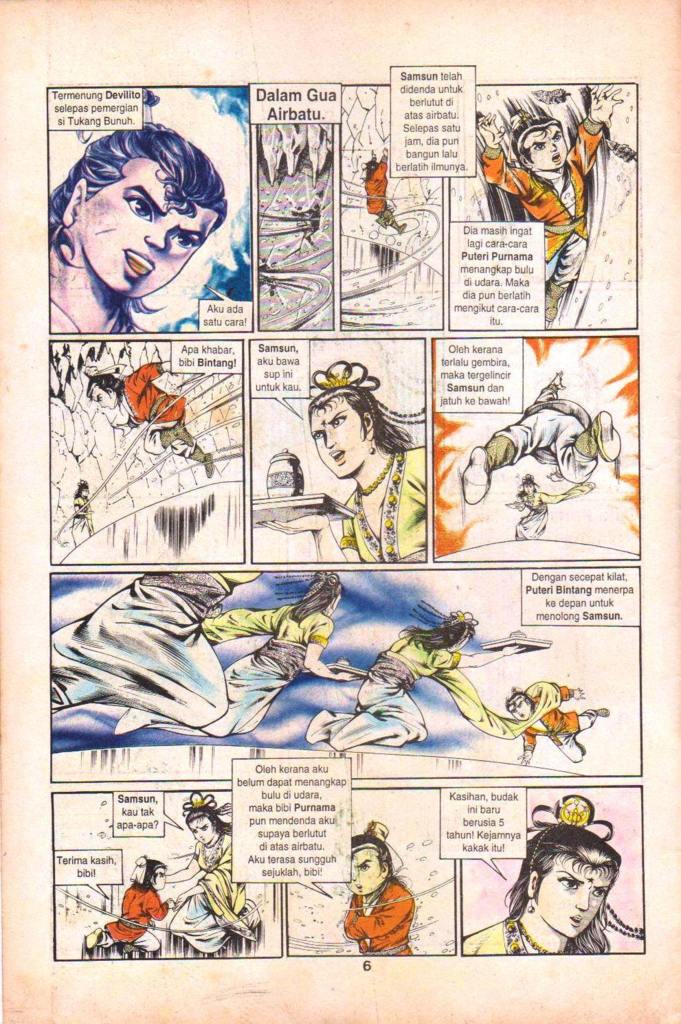 Termenung Devilito
selepas pemergian
si Tukang Bunuh.
Aku ada
satu cara!
Dalam Gua
Airbatu.
Samsun telah
didenda untuk
berlutut di
atas airbatu.
Selepas satu
jam, dia pun
bangun lalu
berlatih ilmunya.
Dia masih ingat
lagi cara-cara
Puteri Purnama
menangkap bulu
di udara. Maka
dia pun berlatih
mengikut cara-cara
itu.
Apa khabar,
bibi Bintang!
Samsun,
aku bawa
sup ini
untuk kau.
Oleh kerana
terlalu gembira,
maka tergelincir
Samsun dan
jatuh ke bawah!
Dengan secepat kilat,
Puteri Bintang menerpa
ke depan untuk
menolong Samsun.
Samsun,
kau tak
apa-apa?
Terima kasih,
bibi!
Oleh kerana aku
belum dapat menangkap
bulu di udara,
maka bibi Purnama
pun mendenda aku
supaya berlutut
di atas airbatu.
Aku terasa sungguh
sejuklah, bibi!
Kasihan, budak
ini baru
berusia 5
tahun! Kejamnya
kakak itu!
6